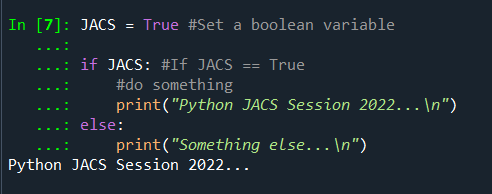 In [7]: JACS = True #Set a boolean variable
...:
...: if JACS: #If JACS == True
...:     #do something
...:     print("Python JACS Session 2022...\n")
...: else:
...:     print("Something else...\n")
Python JACS Session 2022...